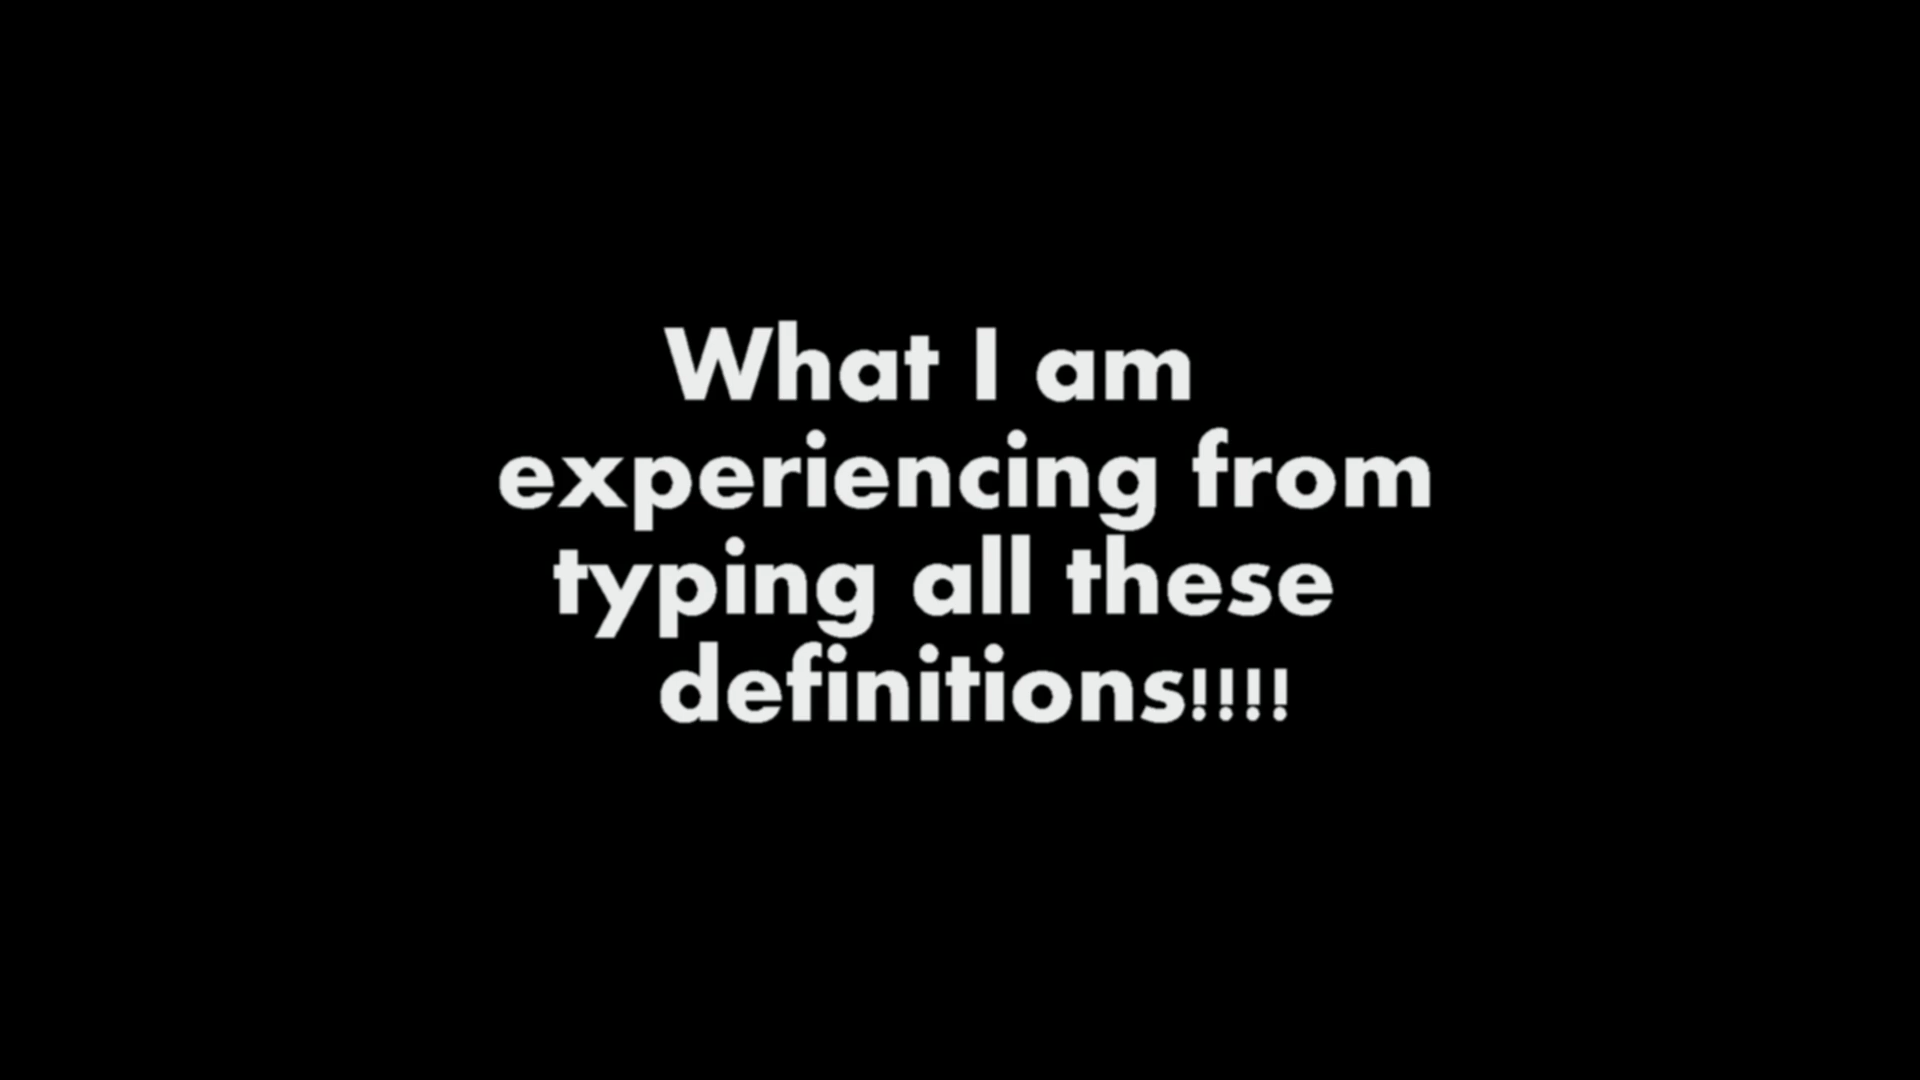 What I am
experiencing from
typing all these
definitions!!!!